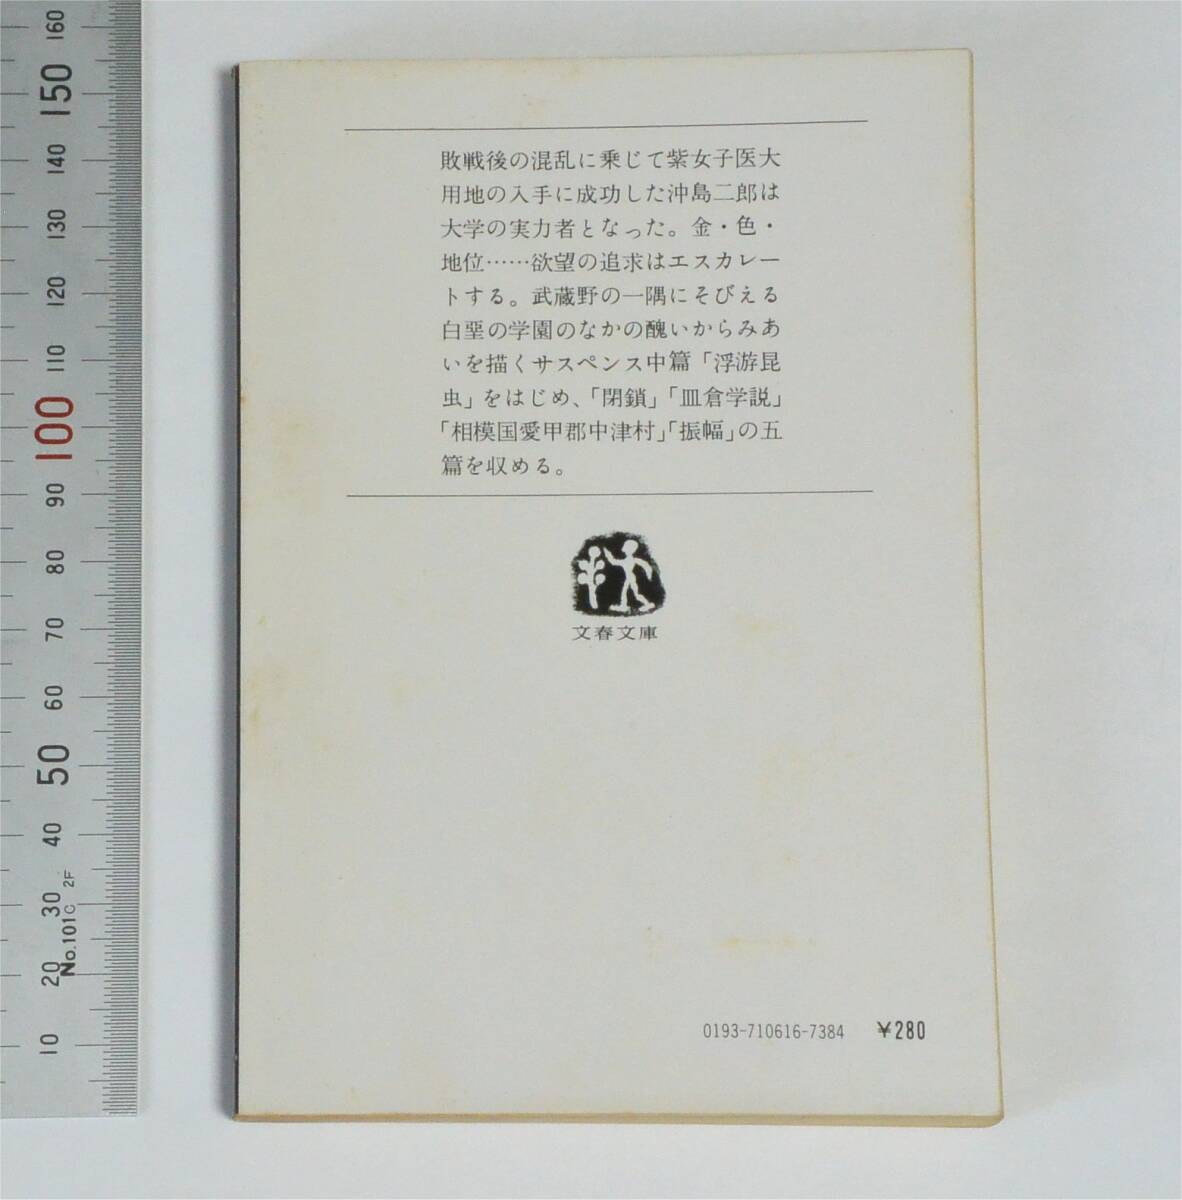 敗戦後の混乱に乗じて紫女子医大
用地の入手に成功した沖島二郎は
大学の実力者となった。金・色・
地位……欲望の追求はエスカレー
トする。武蔵野の一隅にそびえる
白堊の学園のなかの醜いからみあ
いを描くサスペンス中篇「浮游昆
虫」をはじめ、「閉鎖」「皿倉学説」
「相模国愛甲郡中津村」「振幅」の五
篇を収める。
文春文庫
0193-710616-7384 ¥280
160
150
140
130
120
110
100
90
80
70
60
50
40
30
20
10
No.101C 2F